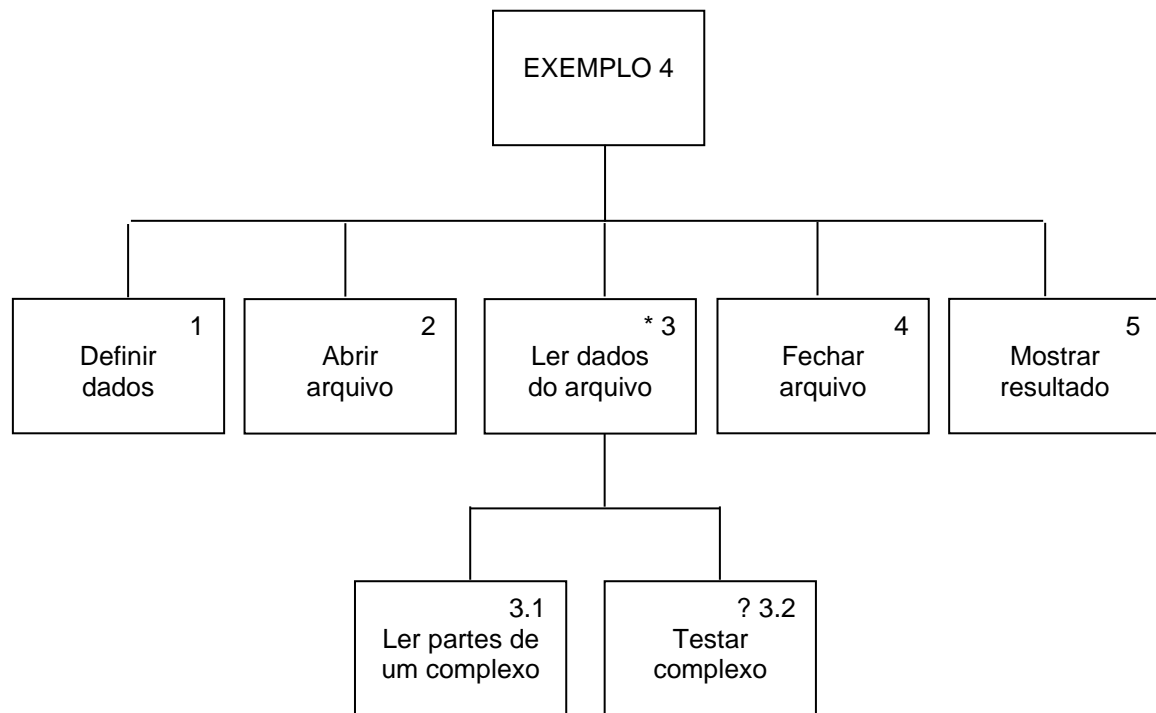 EXEMPLO 4
1
Definir
dados
2
Abrir
arquivo
* 3
Ler dados
do arquivo
4
Fechar
arquivo
5
Mostrar
resultado
3.1
Ler partes de
um complexo
? 3.2
Testar
complexo